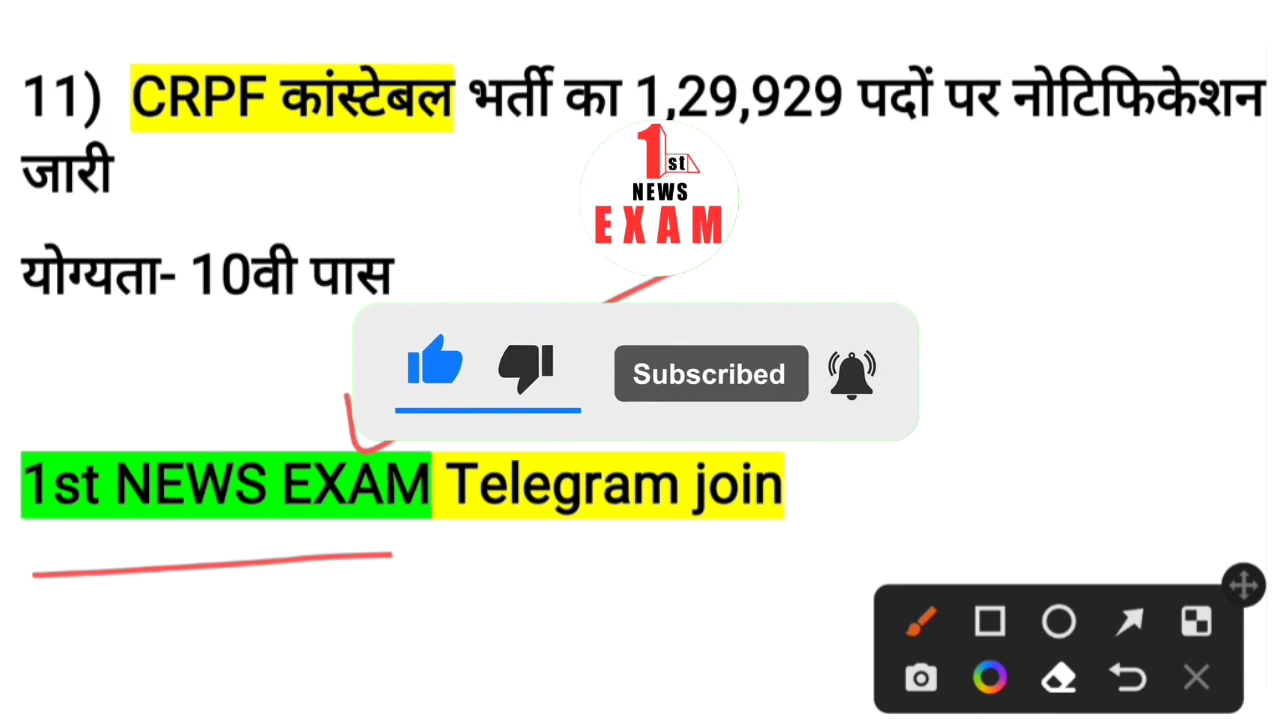 11) CRPF कांस्टेबल भर्ती का 1,29,929 पदों पर नोटिफिकेशन
जारी
1st
NEWS
EXAM
योग्यता- 10वी पास
Subscribed
1st NEWS EXAM Telegram join